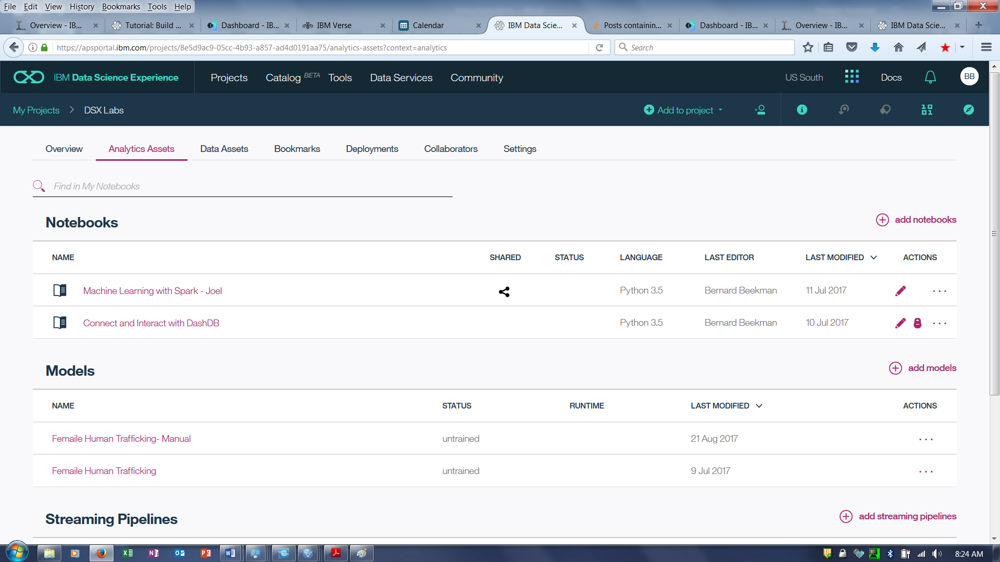 File Edit View History Bookmarks Tools Help
Overview - IB... Tutorial: Build ... Dashboard - IB... IBM Verse Calendar IBM Data Scie... Posts containin... Dashboard - IB... Overview - IB... IBM Data Scie...
https://apsportal.ibm.com/projects/8e5d9ac9-05cc-4b93-a857-ad4d0191aa75/analytics-assets?context=analytics Search
IBM Data Science Experience Projects Catalog BETA Tools Data Services Community US South Docs BB
My Projects > DSX Labs Add to project
Overview Analytics Assets Data Assets Bookmarks Deployments Collaborators Settings
Find in My Notebooks
Notebooks add notebooks
NAME SHARED STATUS LANGUAGE LAST EDITOR LAST MODIFIED ACTIONS
Machine Learning with Spark - Joel Python 3.5 Bernard Beekman 11 Jul 2017
Connect and Interact with DashDB Python 3.5 Bernard Beekman 10 Jul 2017
Models add models
NAME STATUS RUNTIME LAST MODIFIED ACTIONS
Femaile Human Trafficking- Manual untrained 21 Aug 2017
Femaile Human Trafficking untrained 9 Jul 2017
Streaming Pipelines add streaming pipelines
8:24 AM